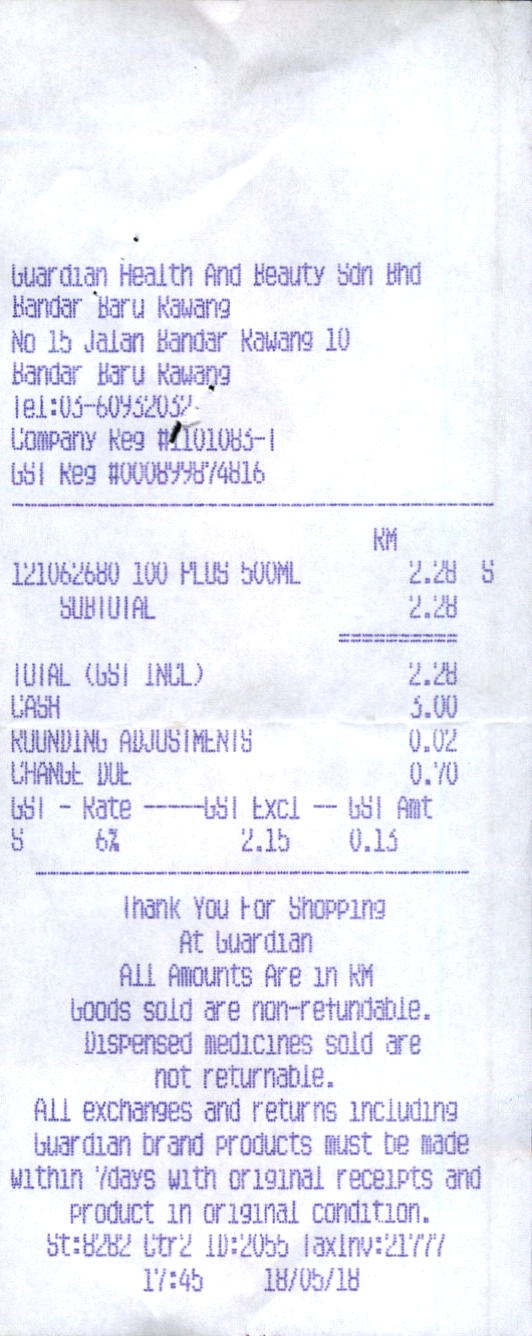 Guardian Health And Beauty Sdn Bhd
Bandar Baru Rawang
No 15 Jalan Bandar Rawang 10
Bandar Baru Rawang
Tel:03-60932032
Company Reg #1101083-T
GST Reg #000899874816
RM
121062680 100 PLUS 500ML 2.28 S
SUBTOTAL 2.28
TOTAL (GST INCL) 2.28
CASH 3.00
ROUNDING ADJUSTMENTS 0.02
CHANGE DUE 0.70
GST - Rate -----GST Excl -- GST Amt
S 6% 2.15 0.13
Thank You For Shopping
At Guardian
All Amounts Are in RM
Goods sold are non-refundable.
Dispensed medicines sold are
not returnable.
All exchanges and returns including
Guardian brand products must be made
within 7days with original receipts and
product in original condition.
St:8282 Ctr2 ID:2055 TaxInv:21777
17:45 18/05/18